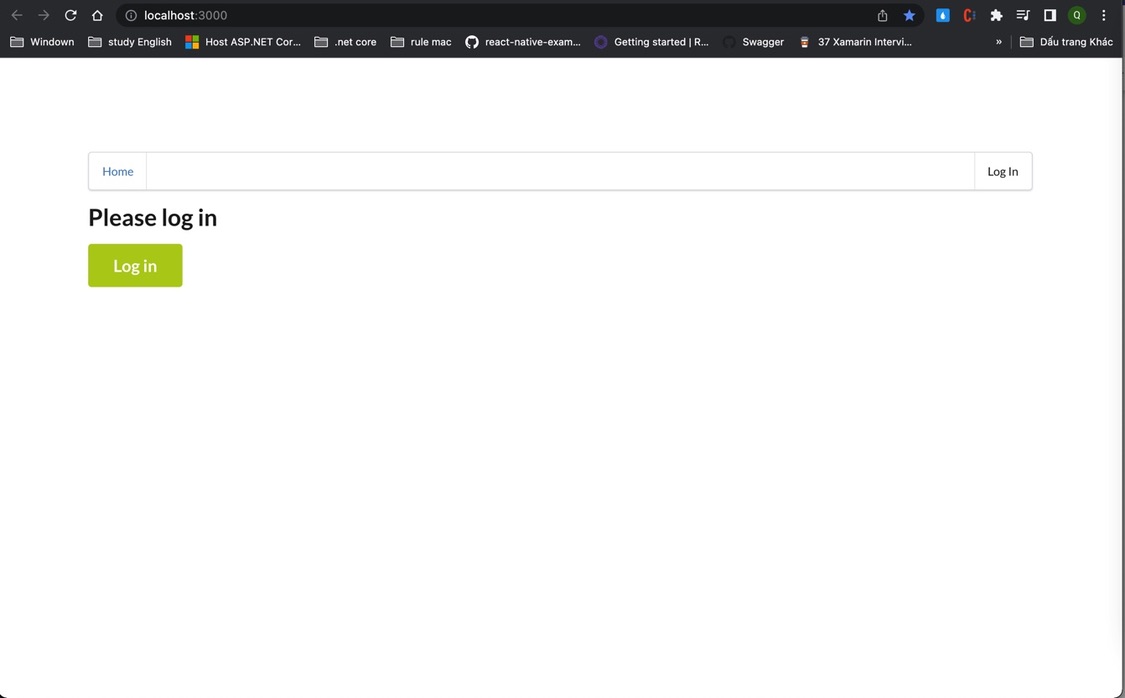 localhost:3000
Q
Window study English Host ASP.NET Cor... .net core rule mac react-native-exam... Getting started | R... Swagger 37 Xamarin Intervi... » Dấu trang Khác
Home Log In
Please log in
Log in